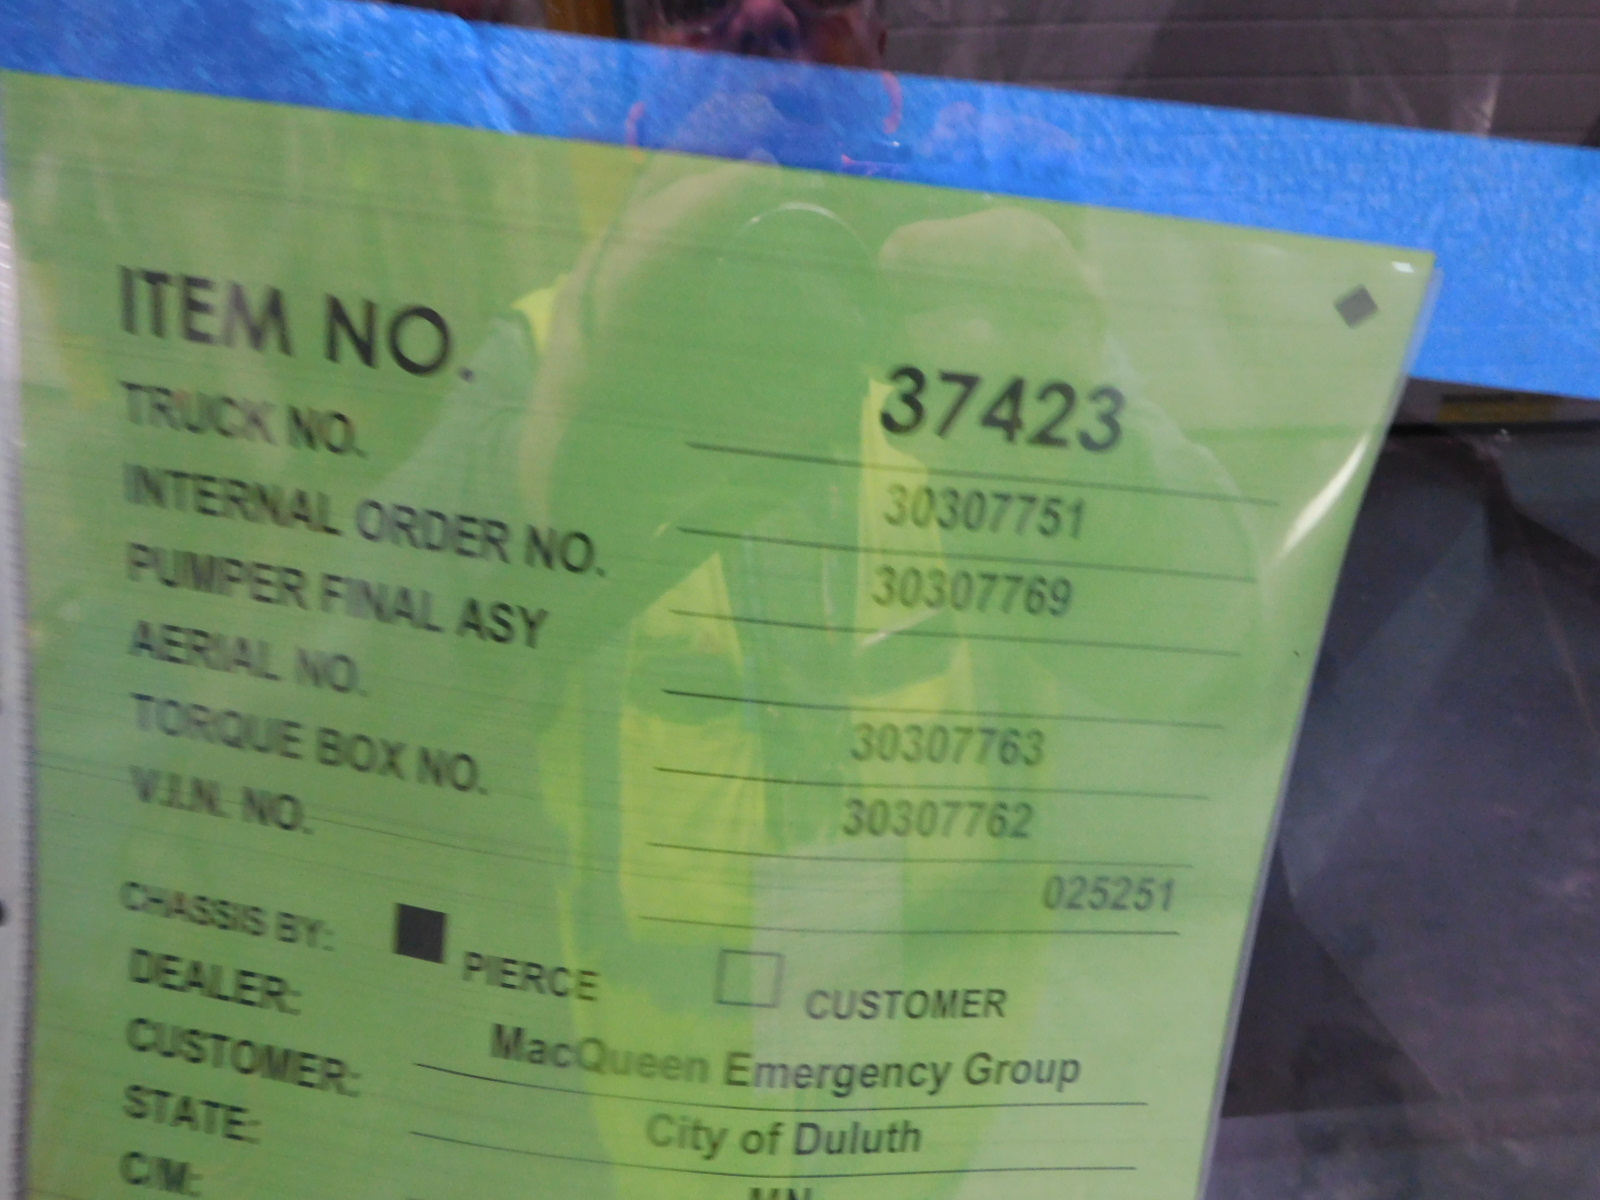 ITEM NO. 37423
TRUCK NO. 30307751
INTERNAL ORDER NO. 30307769
PUMPER FINAL ASY
AERIAL NO. 30307763
TORQUE BOX NO. 30307762
V.I.N. NO. 025251
CHASSIS BY: PIERCE CUSTOMER
DEALER: MacQueen Emergency Group
CUSTOMER: City of Duluth
STATE: MN
C/M: